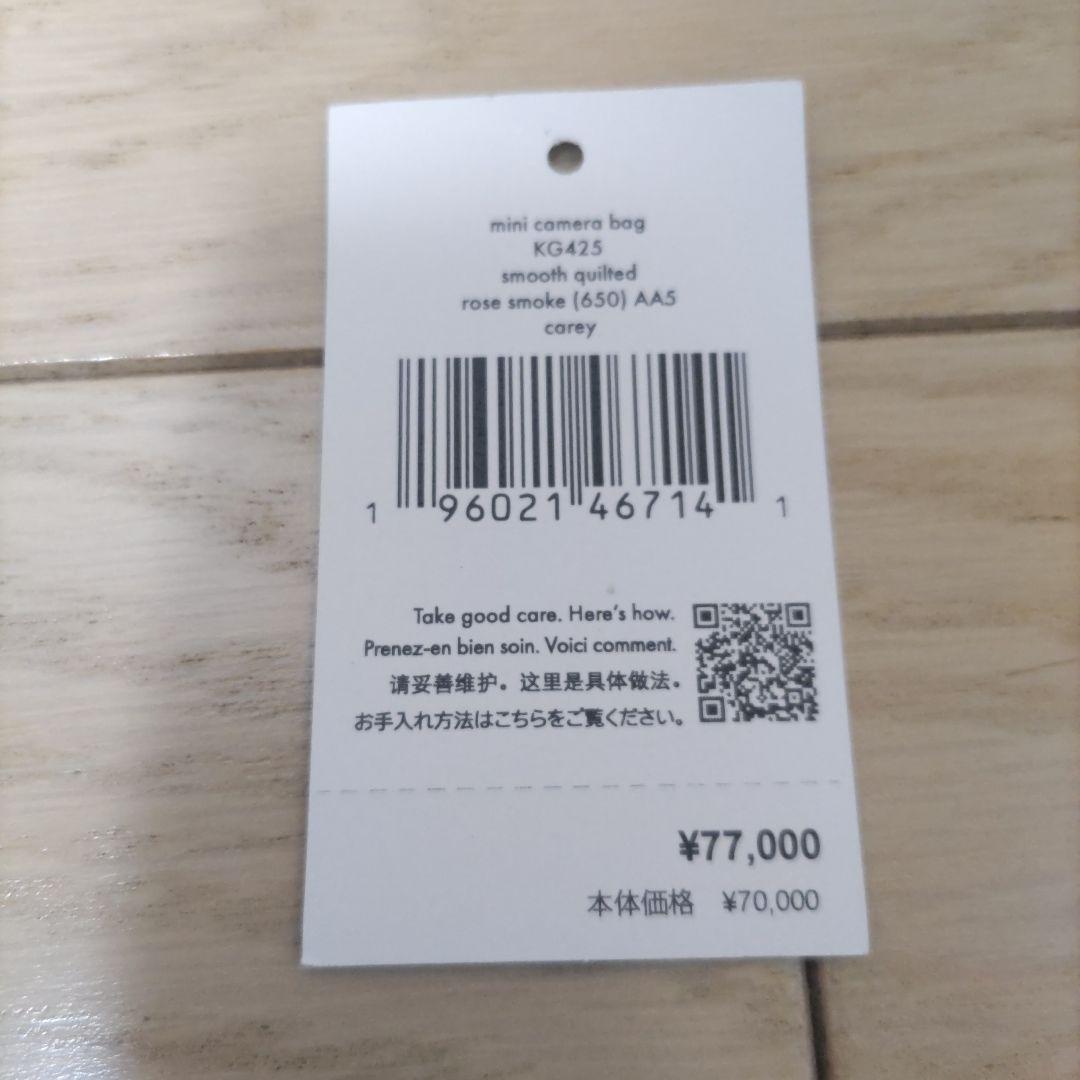 mini camera bag
KG425
smooth quilted
rose smoke (650) AA5
carey
1 96021 46714 1
Take good care. Here's how.
Prenez-en bien soin. Voici comment.
请妥善维护。这里是具体做法。
お手入れ方法はこちらをご覧ください。
¥77,000
本体価格 ¥70,000